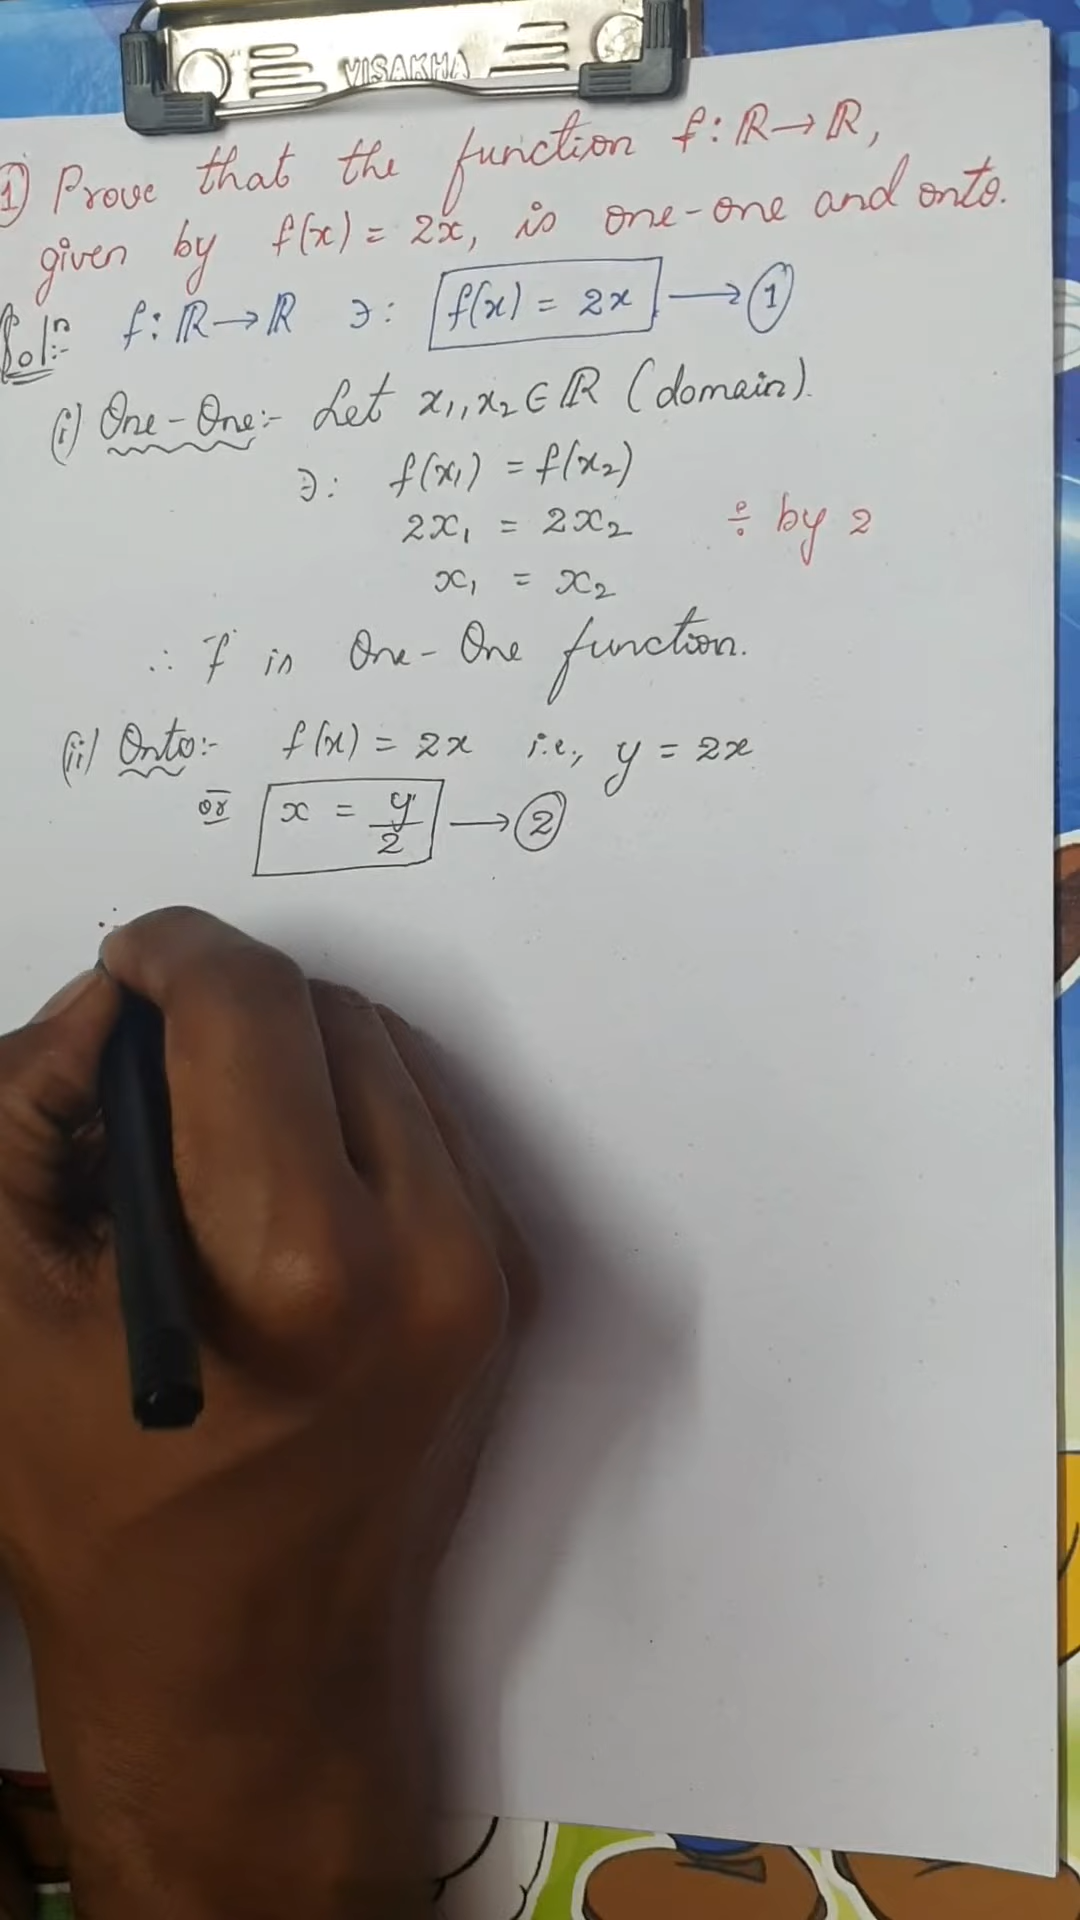 VISAKHA
1) Prove that the function f: ℝ→ℝ,
given by f(x) = 2x, is one-one and onto.
Solⁿ:- f: ℝ→ℝ ∋: f(x) = 2x → ①
(i) One-One:- Let x₁, x₂ ∈ ℝ (domain).
∋: f(x₁) = f(x₂)
2x₁ = 2x₂ ÷ by 2
x₁ = x₂
∴ f is One-One function.
(ii) Onto:- f(x) = 2x i.e., y = 2x
or x = y/2 → ②